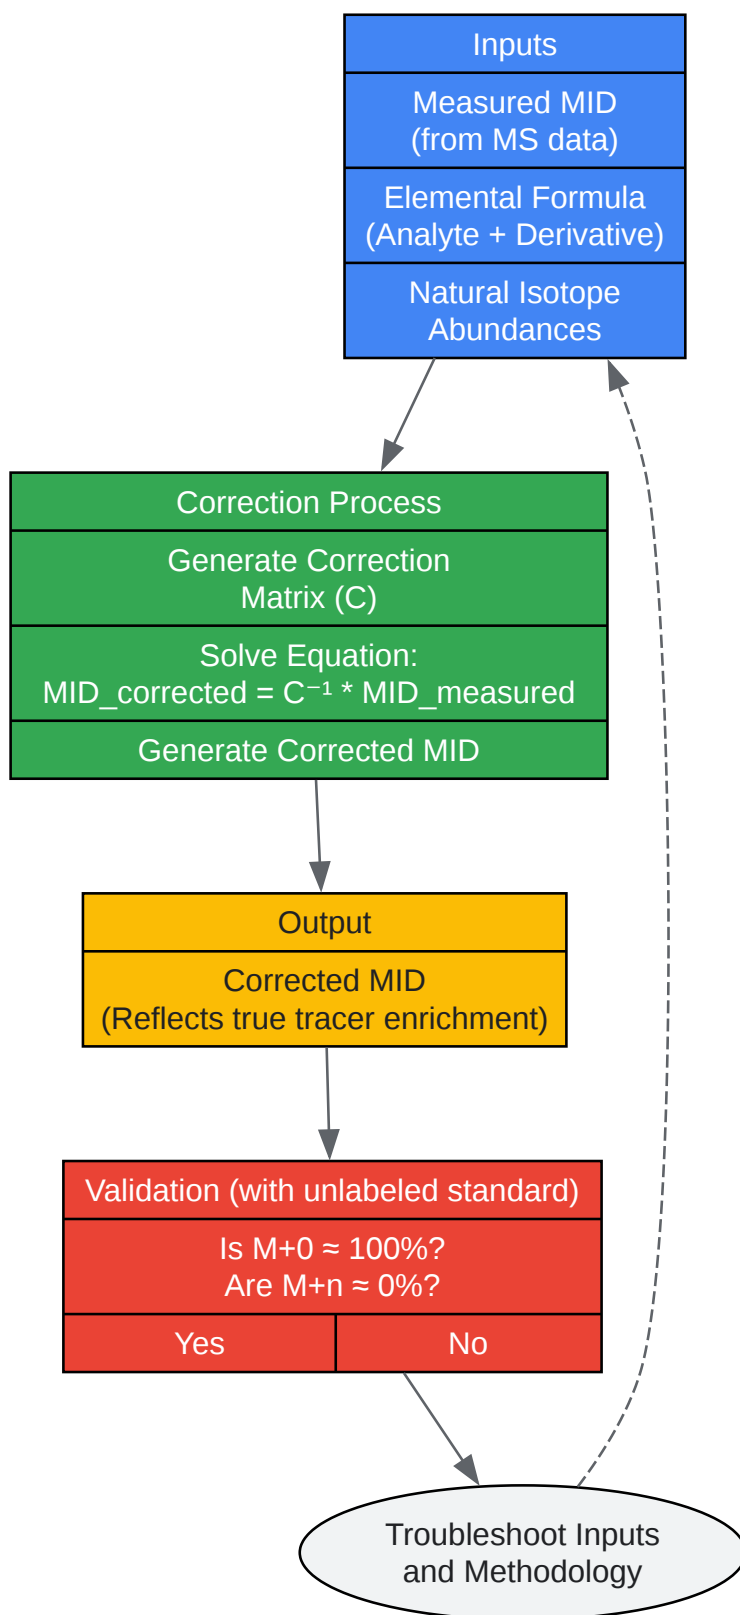 Inputs
Measured MID
(from MS data)
Elemental Formula
(Analyte + Derivative)
Natural Isotope
Abundances
Correction Process
Generate Correction
Matrix (C)
Solve Equation:
MID_corrected = C⁻¹ * MID_measured
Generate Corrected MID
Output
Corrected MID
(Reflects true tracer enrichment)
Validation (with unlabeled standard)
Is M+0 ≈ 100%?
Are M+n ≈ 0%?
Yes
No
Troubleshoot Inputs
and Methodology